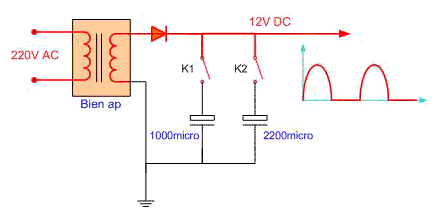 12V DC
220V AC
K1
K2
Bien ap
1000micro
2200micro